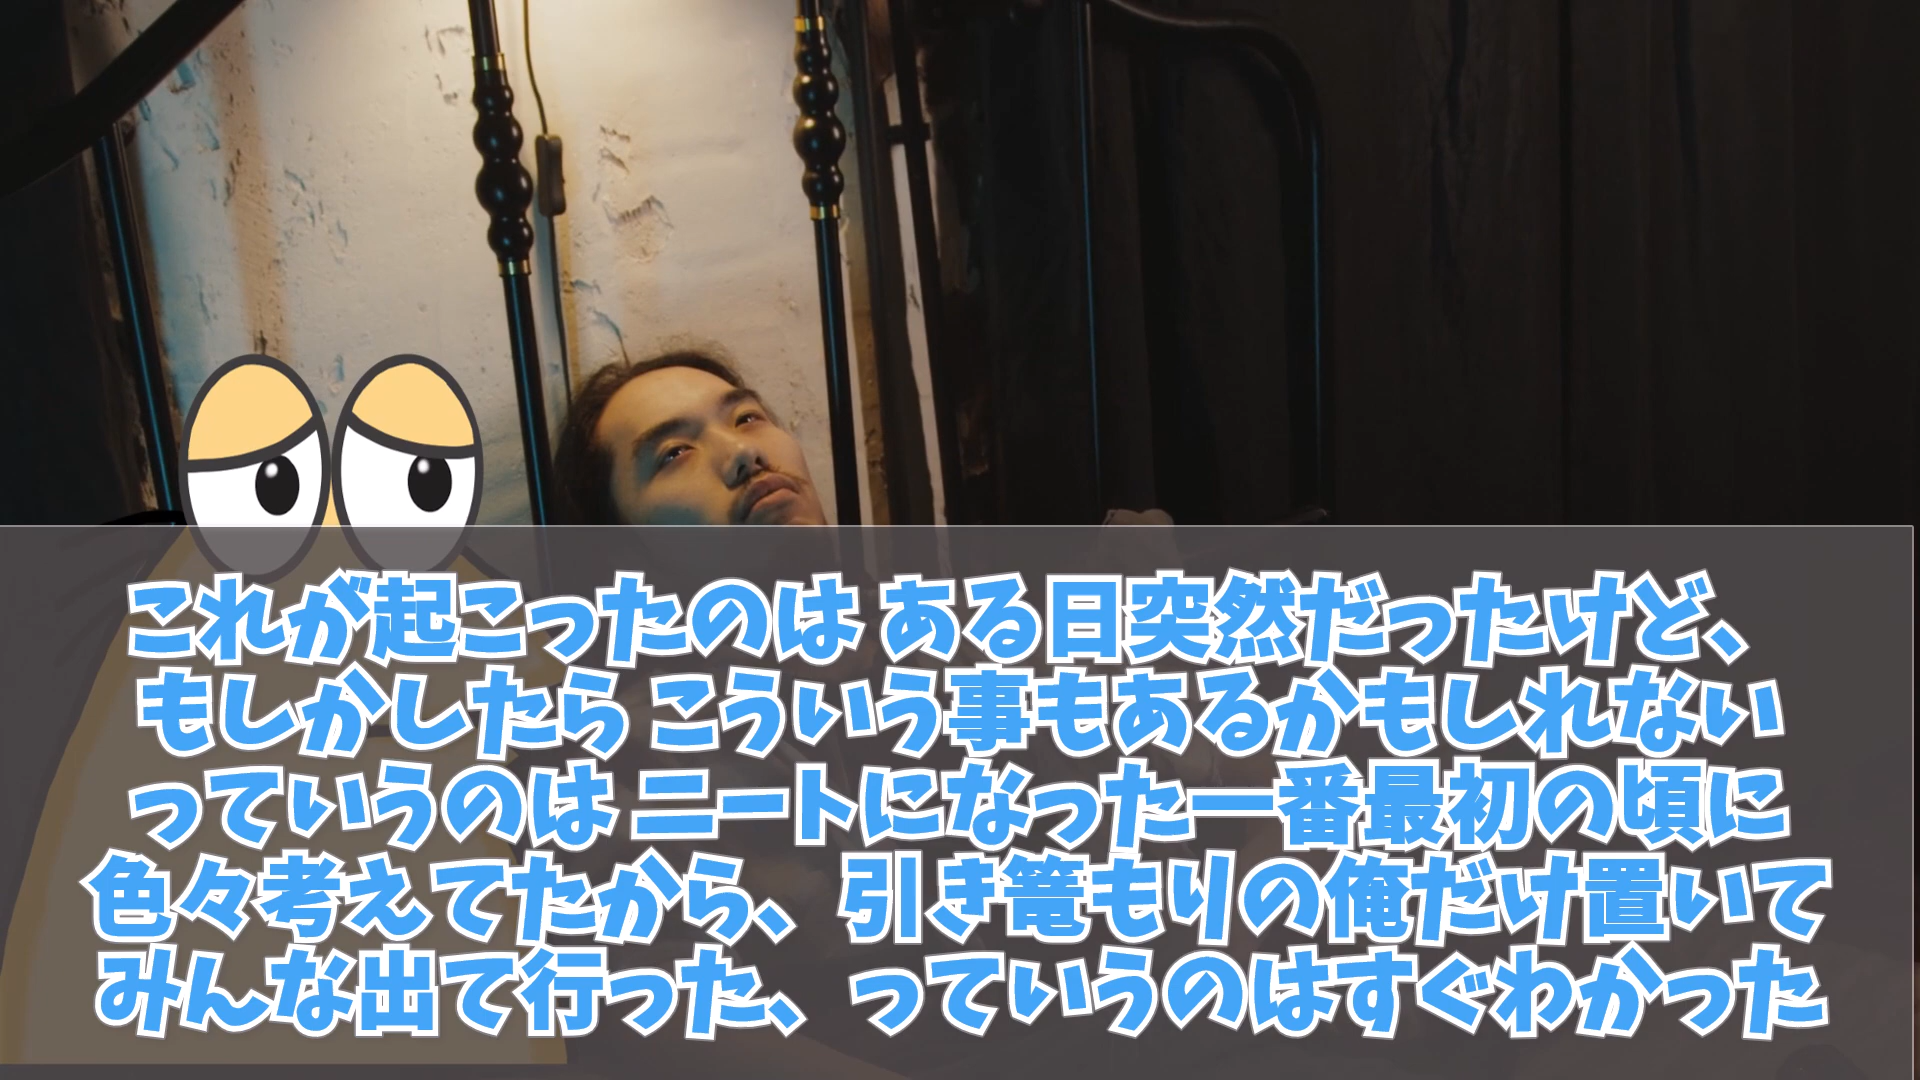 これが起こったのは ある日突然だったけど、
もしかしたら こういう事もあるかもしれない
っていうのは ニートになった一番最初の頃に
色々考えてたから、引き篭もりの俺だけ置いて
みんな出て行った、っていうのはすぐわかった